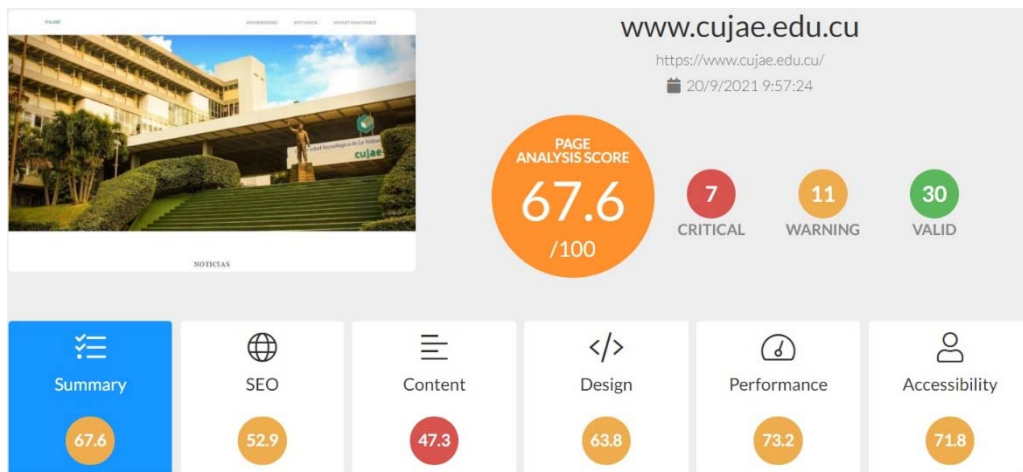 cujae
UNIVERSIDAD ESTUDIOS INVESTIGACIONES
cujae
NOTICIAS
www.cujae.edu.cu
https://www.cujae.edu.cu/
20/9/2021 9:57:24
PAGE
ANALYSIS SCORE
67.6
/100
7
CRITICAL
11
WARNING
30
VALID
Summary
67.6
SEO
52.9
Content
47.3
Design
63.8
Performance
73.2
Accessibility
71.8